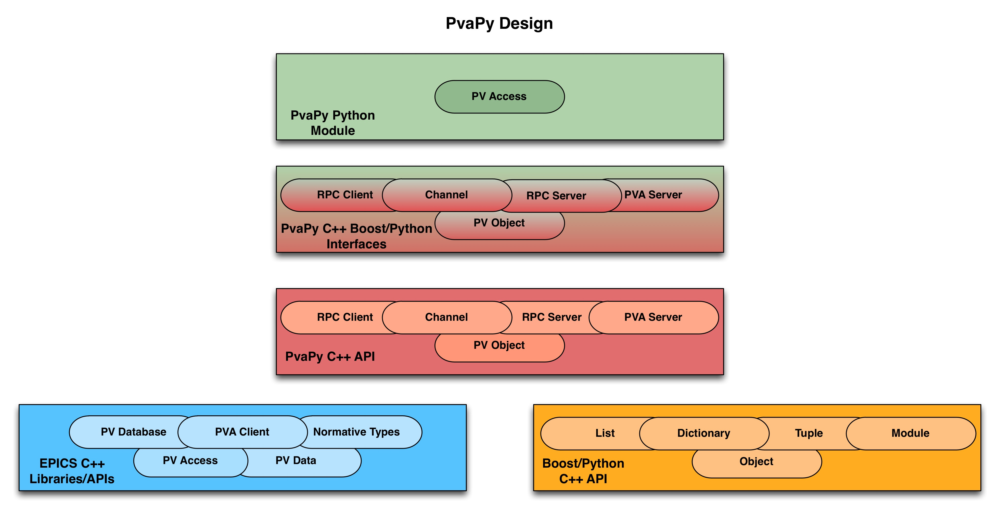 PvaPy Design
PV Access
PvaPy Python
Module
RPC Client
Channel
RPC Server
PVA Server
PV Object
PvaPy C++ Boost/Python
Interfaces
RPC Client
Channel
RPC Server
PVA Server
PV Object
PvaPy C++ API
PV Database
PVA Client
Normative Types
PV Access
PV Data
EPICS C++
Libraries/APIs
List
Dictionary
Tuple
Module
Object
Boost/Python
C++ API